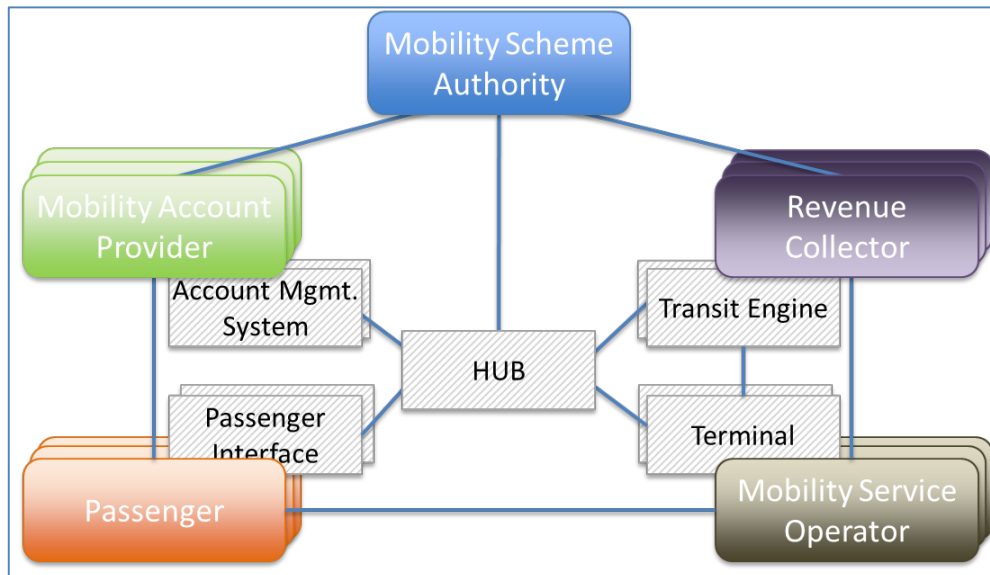 Mobility Scheme
Authority
Mobility Account
Provider
Revenue
Collector
Account Mgmt.
System
Transit Engine
HUB
Passenger
Interface
Terminal
Passenger
Mobility Service
Operator